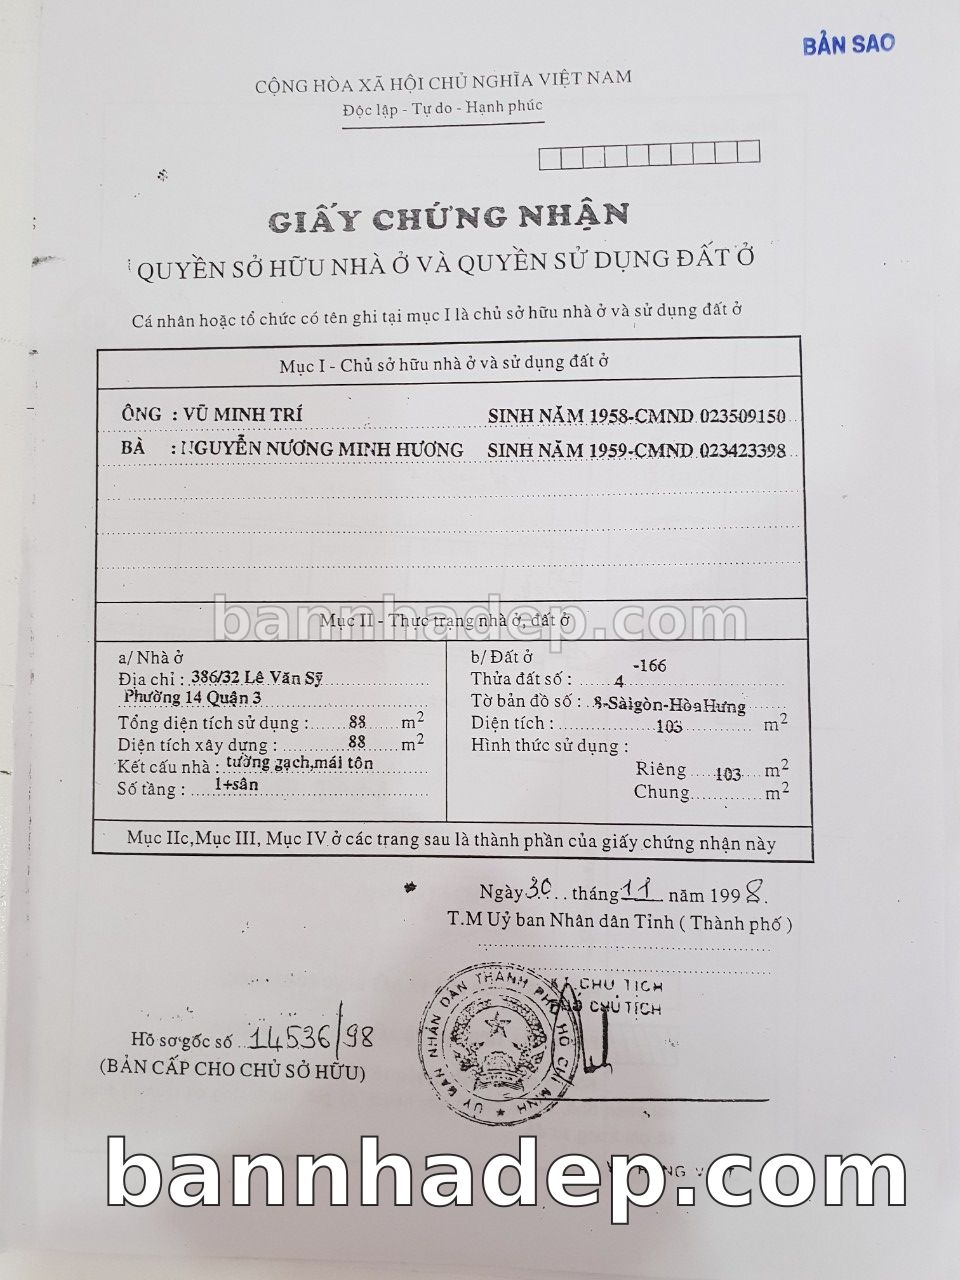 BẢN SAO
CỘNG HÒA XÃ HỘI CHỦ NGHĨA VIỆT NAM
Độc lập - Tự do - Hạnh phúc
GIẤY CHỨNG NHẬN
QUYỀN SỞ HỮU NHÀ Ở VÀ QUYỀN SỬ DỤNG ĐẤT Ở
Cá nhân hoặc tổ chức có tên ghi tại mục I là chủ sở hữu nhà ở và sử dụng đất ở
Mục I - Chủ sở hữu nhà ở và sử dụng đất ở
ÔNG : VŨ MINH TRÍ SINH NĂM 1958-CMND 023509150
BÀ : NGUYỄN NƯƠNG MINH HƯƠNG SINH NĂM 1959-CMND 023423398
bannhadep.com
Mục II - Thực trạng nhà ở, đất ở
a/ Nhà ở
Địa chỉ : 386/32 Lê Văn Sỹ
Phường 14 Quận 3
Tổng diện tích sử dụng : 88 m2
Diện tích xây dựng : 88 m2
Kết cấu nhà : tường gạch,mái tôn
Số tầng : 1+sân
b/ Đất ở
-166
Thửa đất số : 4
Tờ bản đồ số : 8-Sàigòn-HòaHưng
Diện tích : 103 m2
Hình thức sử dụng :
Riêng 103 m2
Chung m2
Mục IIc,Mục III, Mục IV ở các trang sau là thành phần của giấy chứng nhận này
Ngày 30 tháng 11 năm 1998.
T.M Uỷ ban Nhân dân Tỉnh ( Thành phố )
KT. CHỦ TỊCH
PHÓ CHỦ TỊCH
ỦY BAN NHÂN DÂN THÀNH PHỐ HỒ CHÍ MINH
Hồ sơ gốc số 14536/98
(BẢN CẤP CHO CHỦ SỞ HỮU)
bannhadep.com